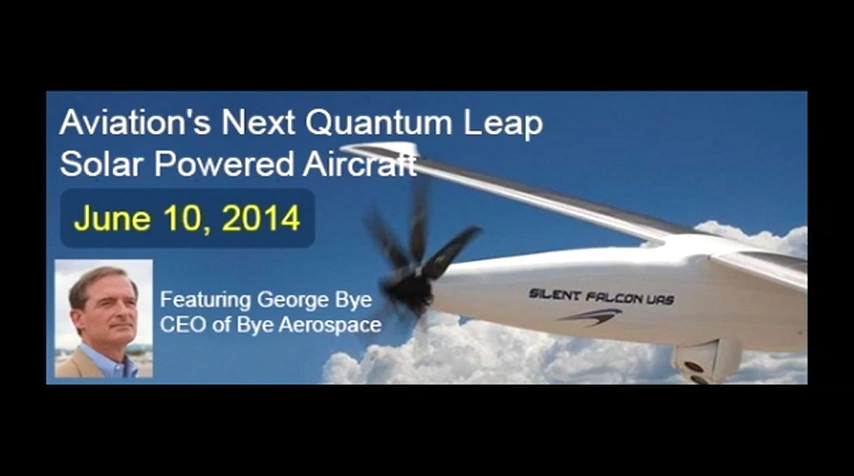 Aviation's Next Quantum Leap
Solar Powered Aircraft
June 10, 2014
Featuring George Bye
CEO of Bye Aerospace
SILENT FALCON UAS